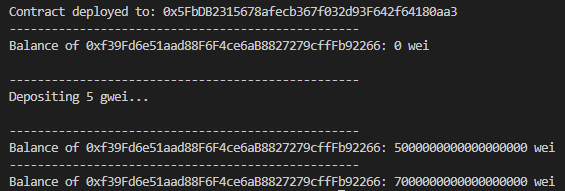 Contract deployed to: 0x5FbDB2315678afecb367f032d93F642f64180aa3
--------------------------------------------------
Balance of 0xf39Fd6e51aad88F6F4ce6aB8827279cffFb92266: 0 wei
--------------------------------------------------
Depositing 5 gwei...
--------------------------------------------------
Balance of 0xf39Fd6e51aad88F6F4ce6aB8827279cffFb92266: 5000000000000000000 wei
--------------------------------------------------
Balance of 0xf39Fd6e51aad88F6F4ce6aB8827279cffFb92266: 7000000000000000000 wei